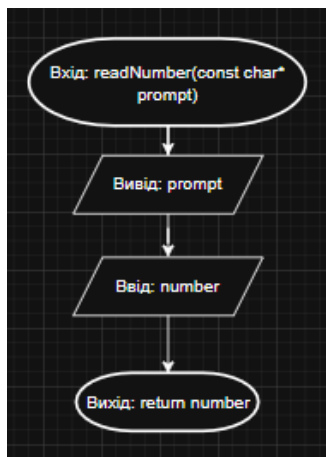 Вхід: readNumber(const char*
prompt)
Вивід: prompt
Ввід: number
Вихід: return number